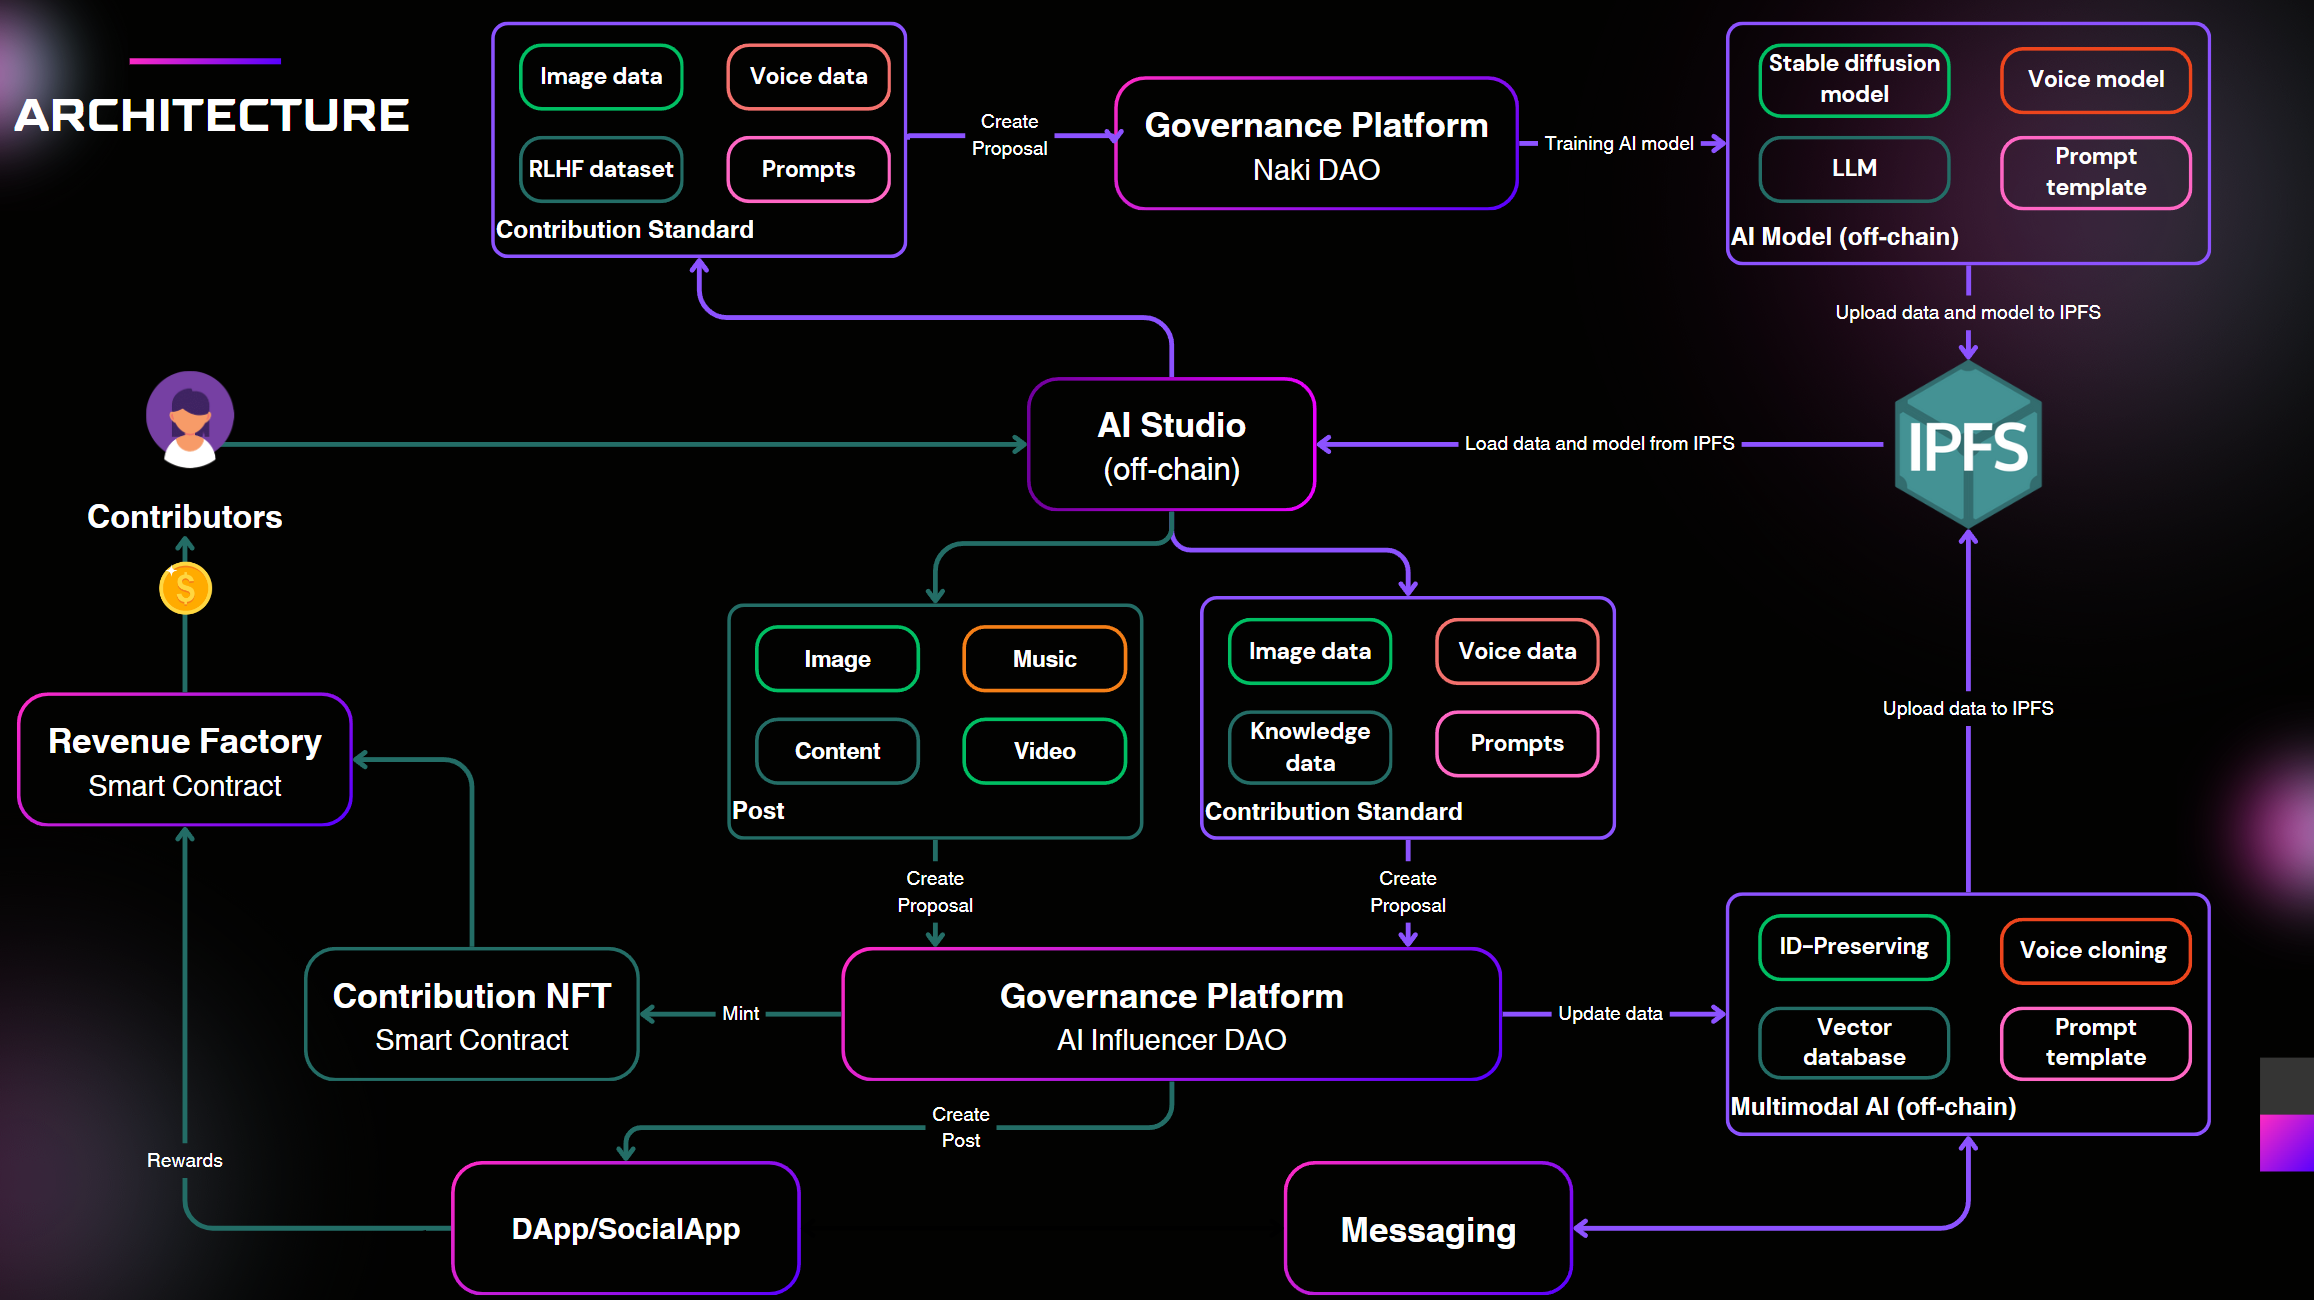 ARCHITECTURE
Image data
Voice data
RLHF dataset
Prompts
Contribution Standard
Create
Proposal
Governance Platform
Naki DAO
Training AI model
Stable diffusion
model
Voice model
LLM
Prompt
template
AI Model (off-chain)
Upload data and model to IPFS
IPFS
Load data and model from IPFS
AI Studio
(off-chain)
Contributors
$
Image
Music
Content
Video
Post
Image data
Voice data
Knowledge
data
Prompts
Contribution Standard
Upload data to IPFS
Revenue Factory
Smart Contract
Create
Proposal
Create
Proposal
Contribution NFT
Smart Contract
Mint
Governance Platform
AI Influencer DAO
Update data
ID-Preserving
Voice cloning
Vector
database
Prompt
template
Multimodal AI (off-chain)
Create
Post
Rewards
DApp/SocialApp
Messaging